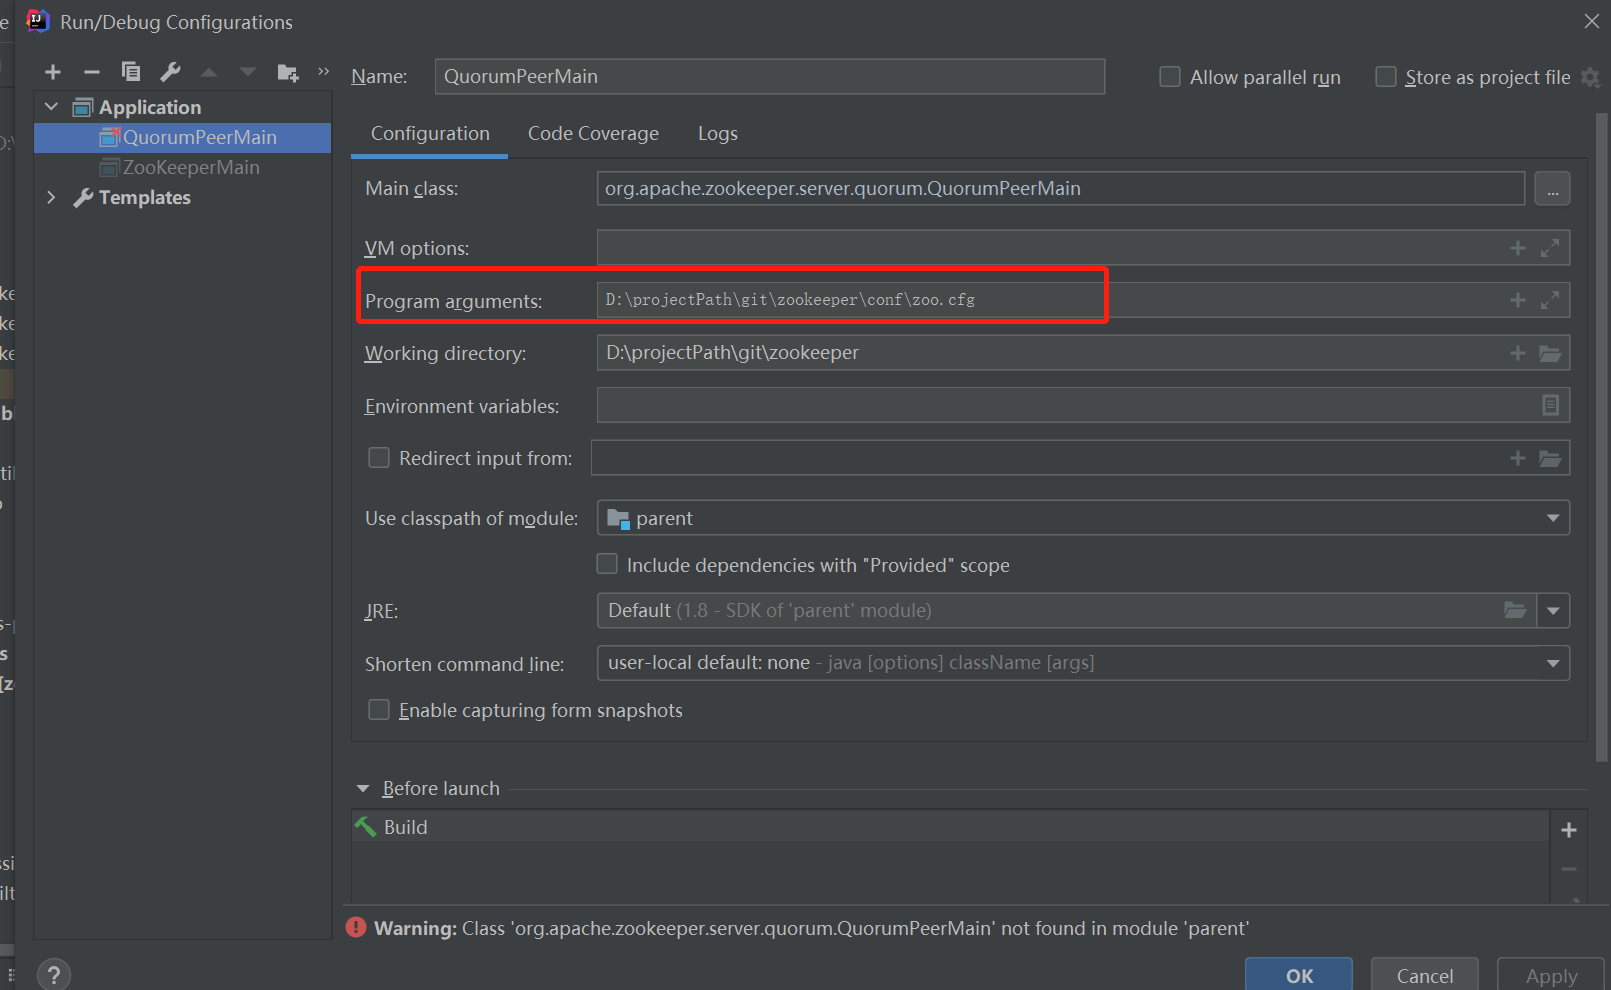 Run/Debug Configurations
Name: QuorumPeerMain
Allow parallel run
Store as project file
Application
QuorumPeerMain
ZooKeeperMain
Templates
Configuration Code Coverage Logs
Main class: org.apache.zookeeper.server.quorum.QuorumPeerMain ...
VM options:
Program arguments: D:\projectPath\git\zookeeper\conf\zoo.cfg
Working directory: D:\projectPath\git\zookeeper
Environment variables:
Redirect input from:
Use classpath of module: parent
Include dependencies with "Provided" scope
JRE: Default (1.8 - SDK of 'parent' module)
Shorten command line: user-local default: none - java [options] className [args]
Enable capturing form snapshots
Before launch
Build
Warning: Class 'org.apache.zookeeper.server.quorum.QuorumPeerMain' not found in module 'parent'
? OK Cancel Apply